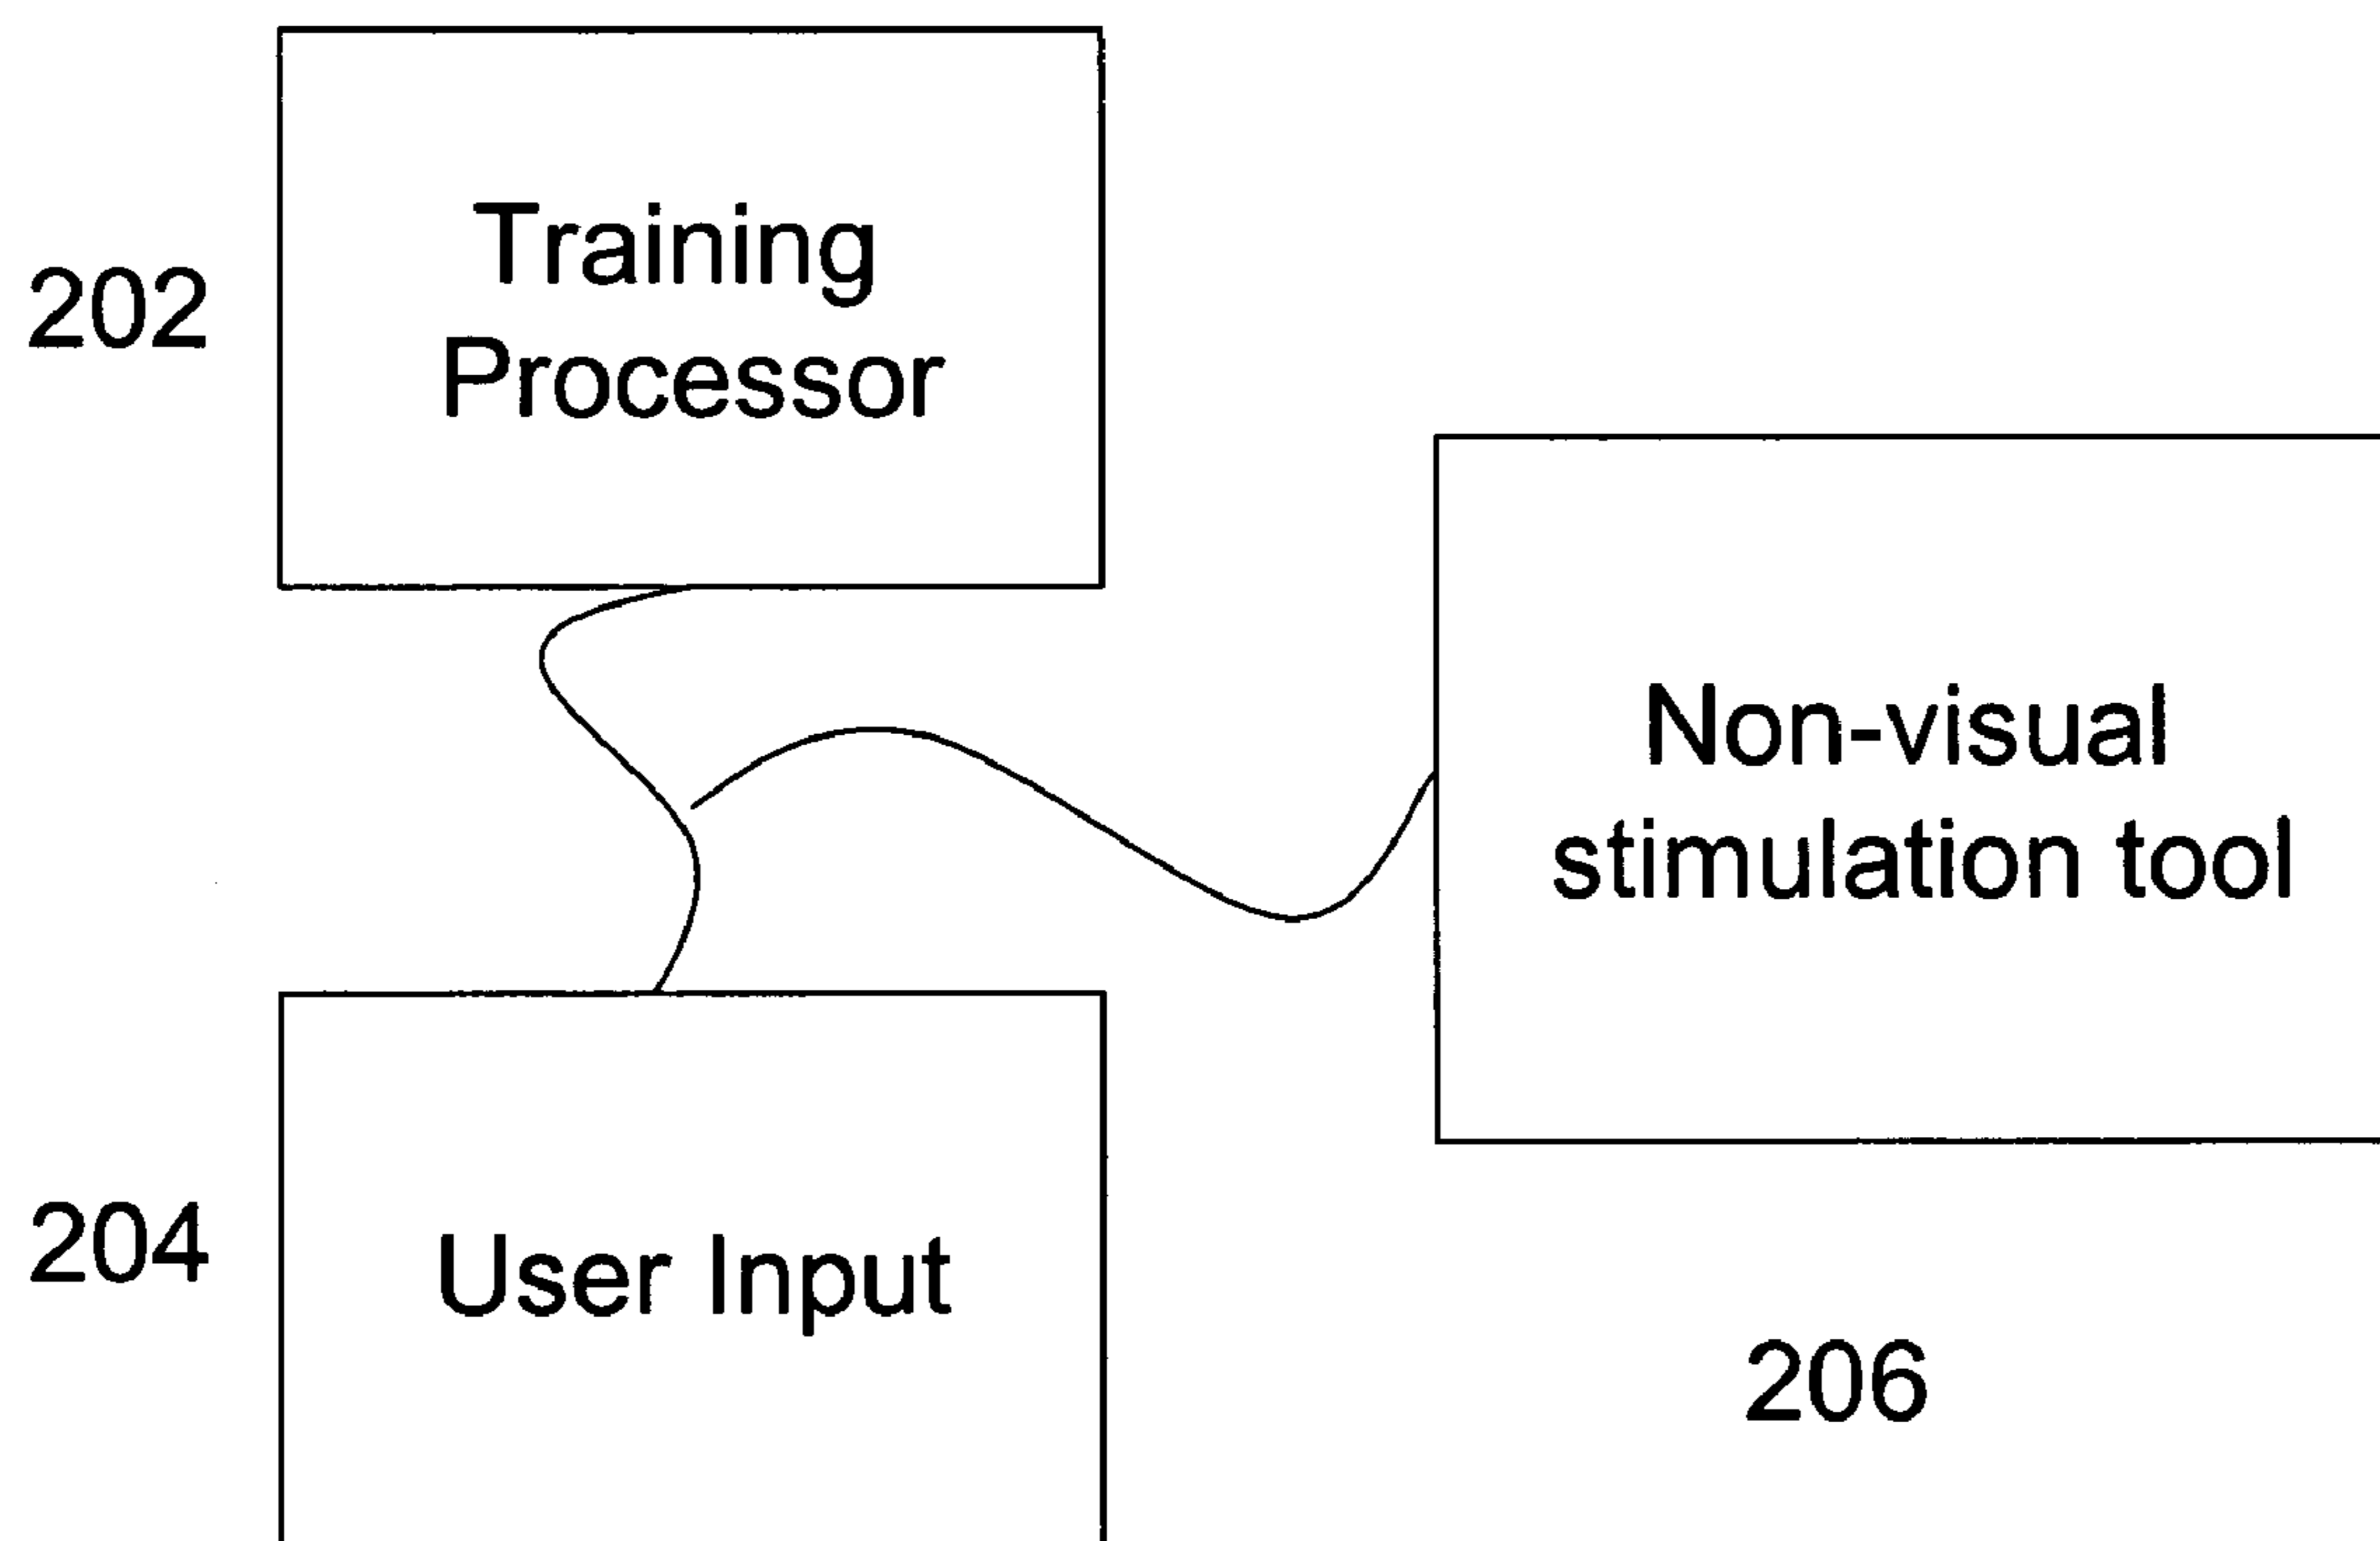 202
Training
Processor
Non-visual
stimulation tool
204
User Input
206